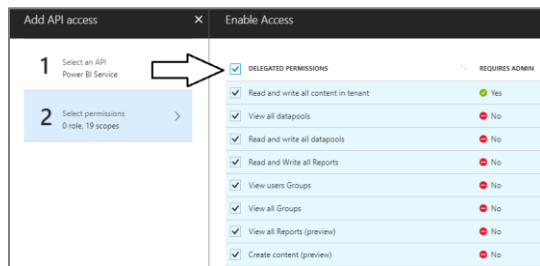 Add API access
Enable Access
1
Select an API
Power BI Service
2
Select permissions
0 role, 19 scopes
DELEGATED PERMISSIONS
REQUIRES ADMIN
Read and write all content in tenant
Yes
View all datapools
No
Read and write all datapools
No
Read and Write all Reports
No
View users Groups
No
View all Groups
No
View all Reports (preview)
No
Create content (preview)
No